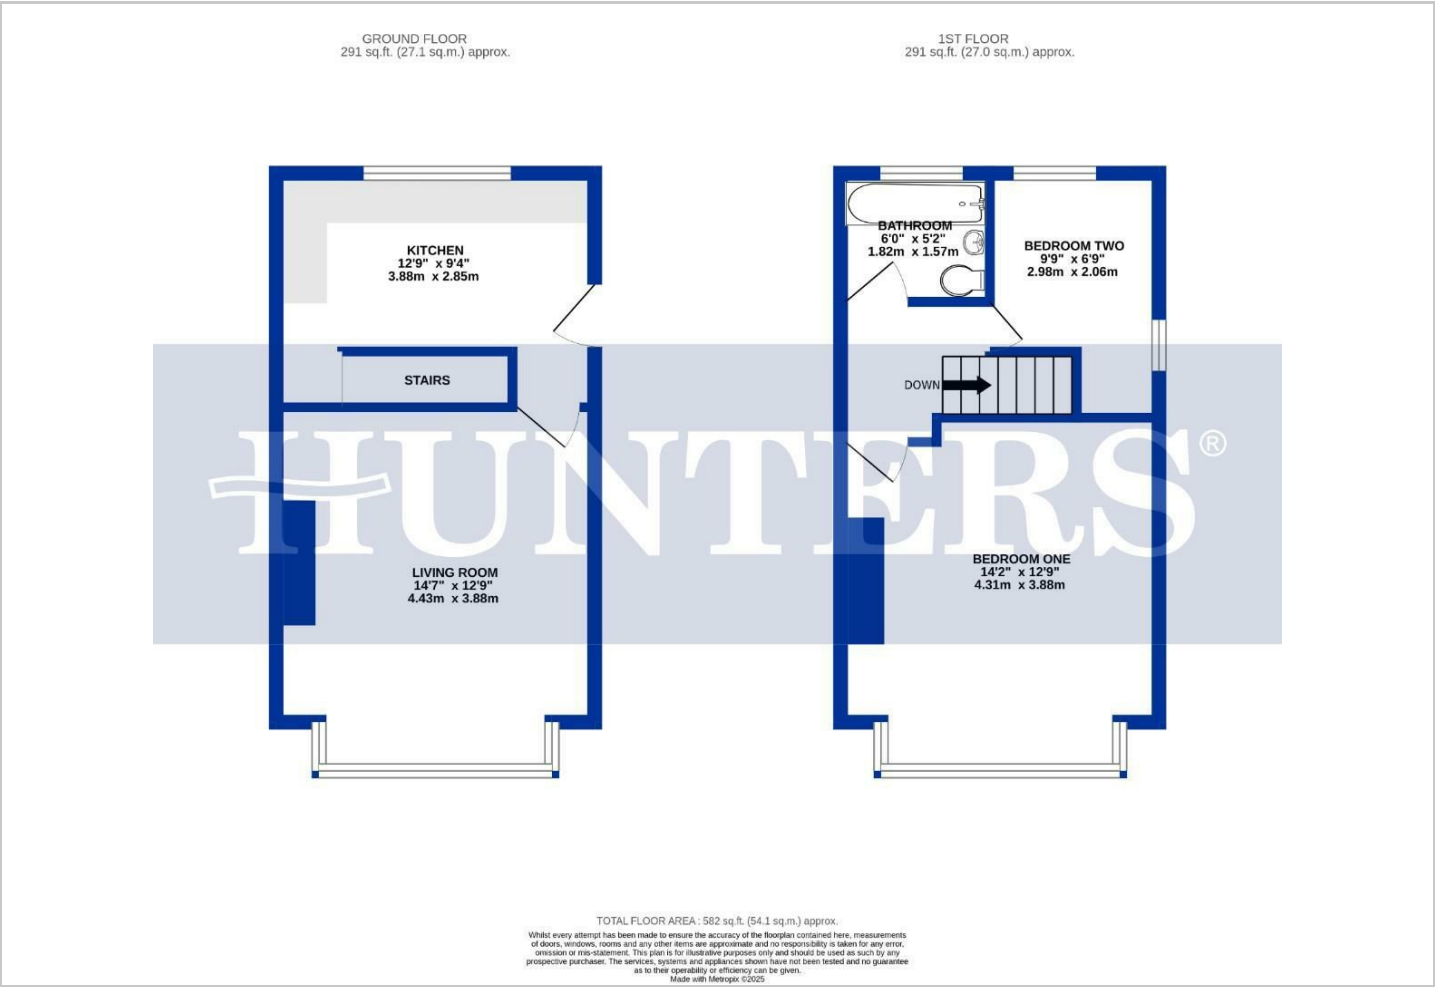 GROUND FLOOR
291 sq.ft. (27.1 sq.m.) approx.
1ST FLOOR
291 sq.ft. (27.0 sq.m.) approx.
KITCHEN
12'9" x 9'4"
3.88m x 2.85m
STAIRS
LIVING ROOM
14'7" x 12'9"
4.43m x 3.88m
BATHROOM
6'0" x 5'2"
1.82m x 1.57m
BEDROOM TWO
9'9" x 6'9"
2.98m x 2.06m
DOWN
BEDROOM ONE
14'2" x 12'9"
4.31m x 3.88m
HUNTERS®
TOTAL FLOOR AREA : 582 sq.ft. (54.1 sq.m.) approx.
Whilst every attempt has been made to ensure the accuracy of the floorplan contained here, measurements
of doors, windows, rooms and any other items are approximate and no responsibility is taken for any error,
omission or mis-statement. This plan is for illustrative purposes only and should be used as such by any
prospective purchaser. The services, systems and appliances shown have not been tested and no guarantee
as to their operability or efficiency can be given.
Made with Metropix ©2025